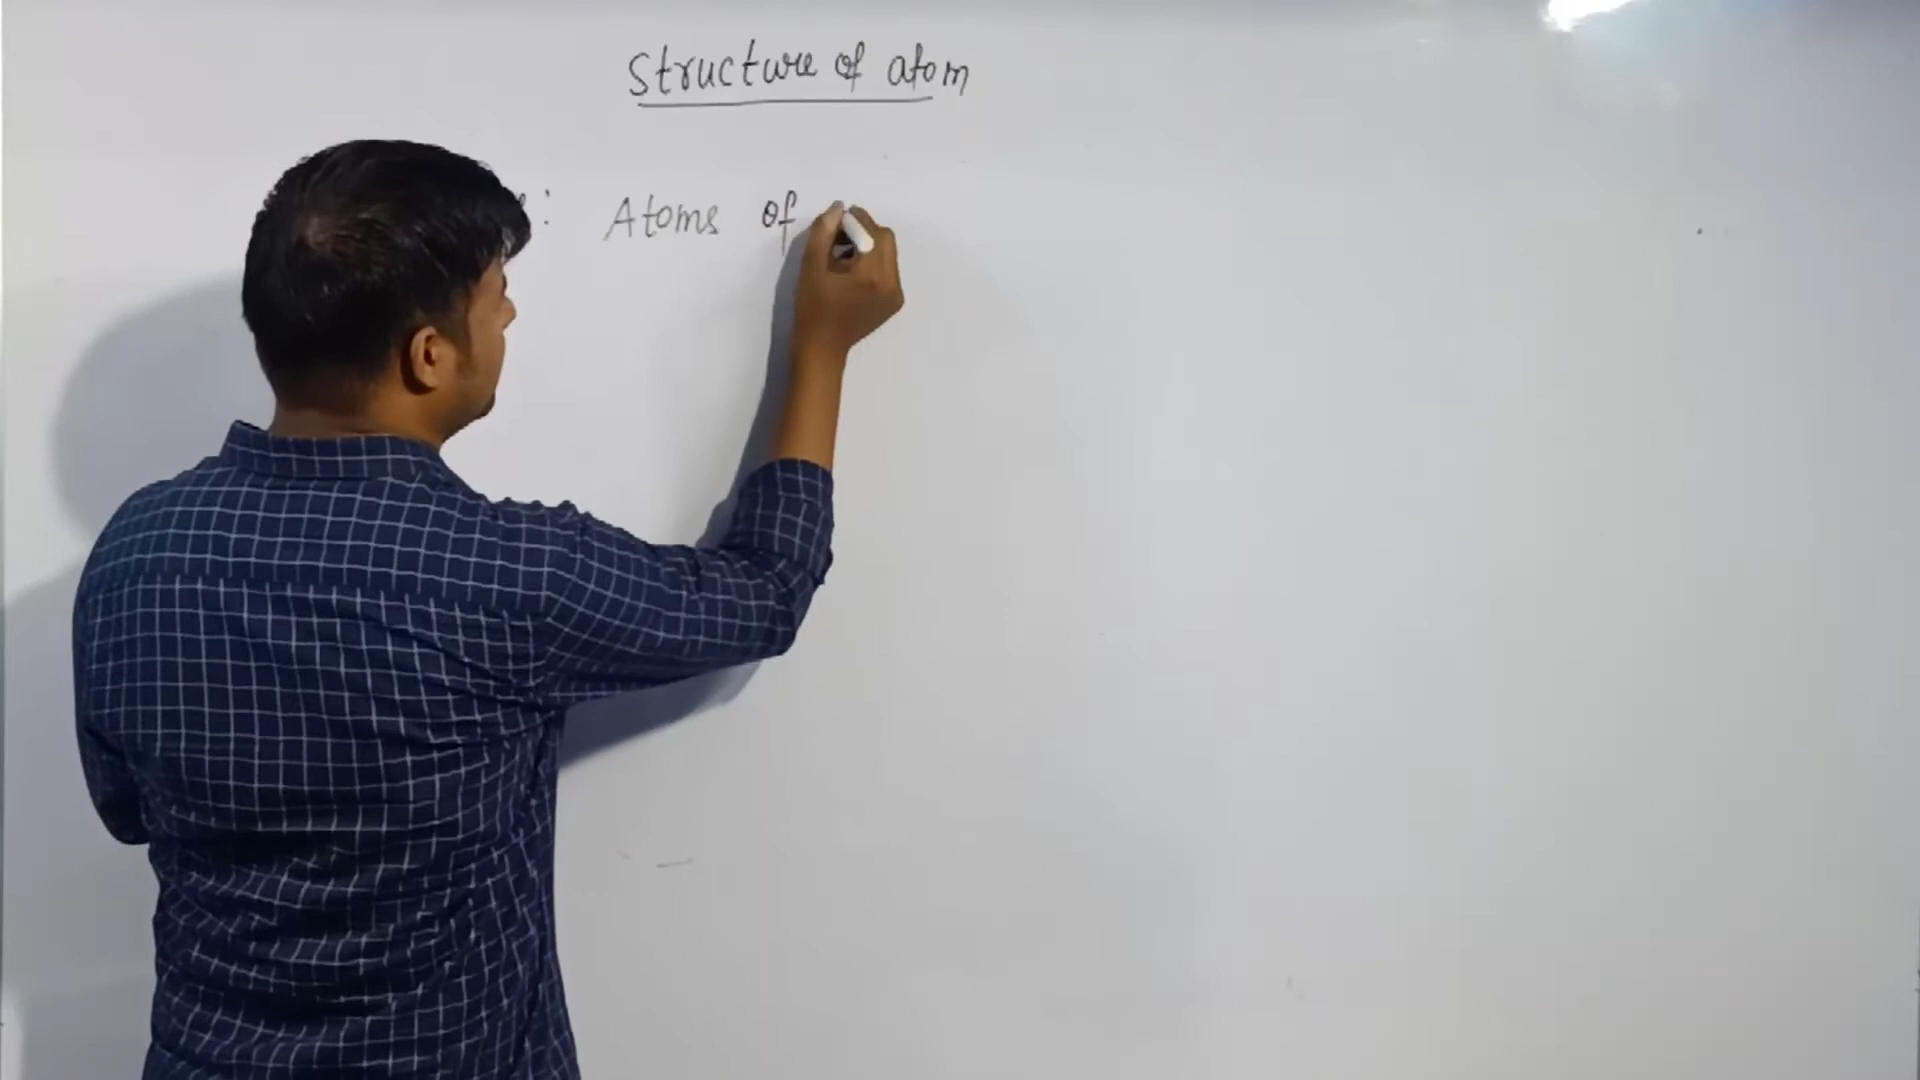 Structure of atom
: Atoms of